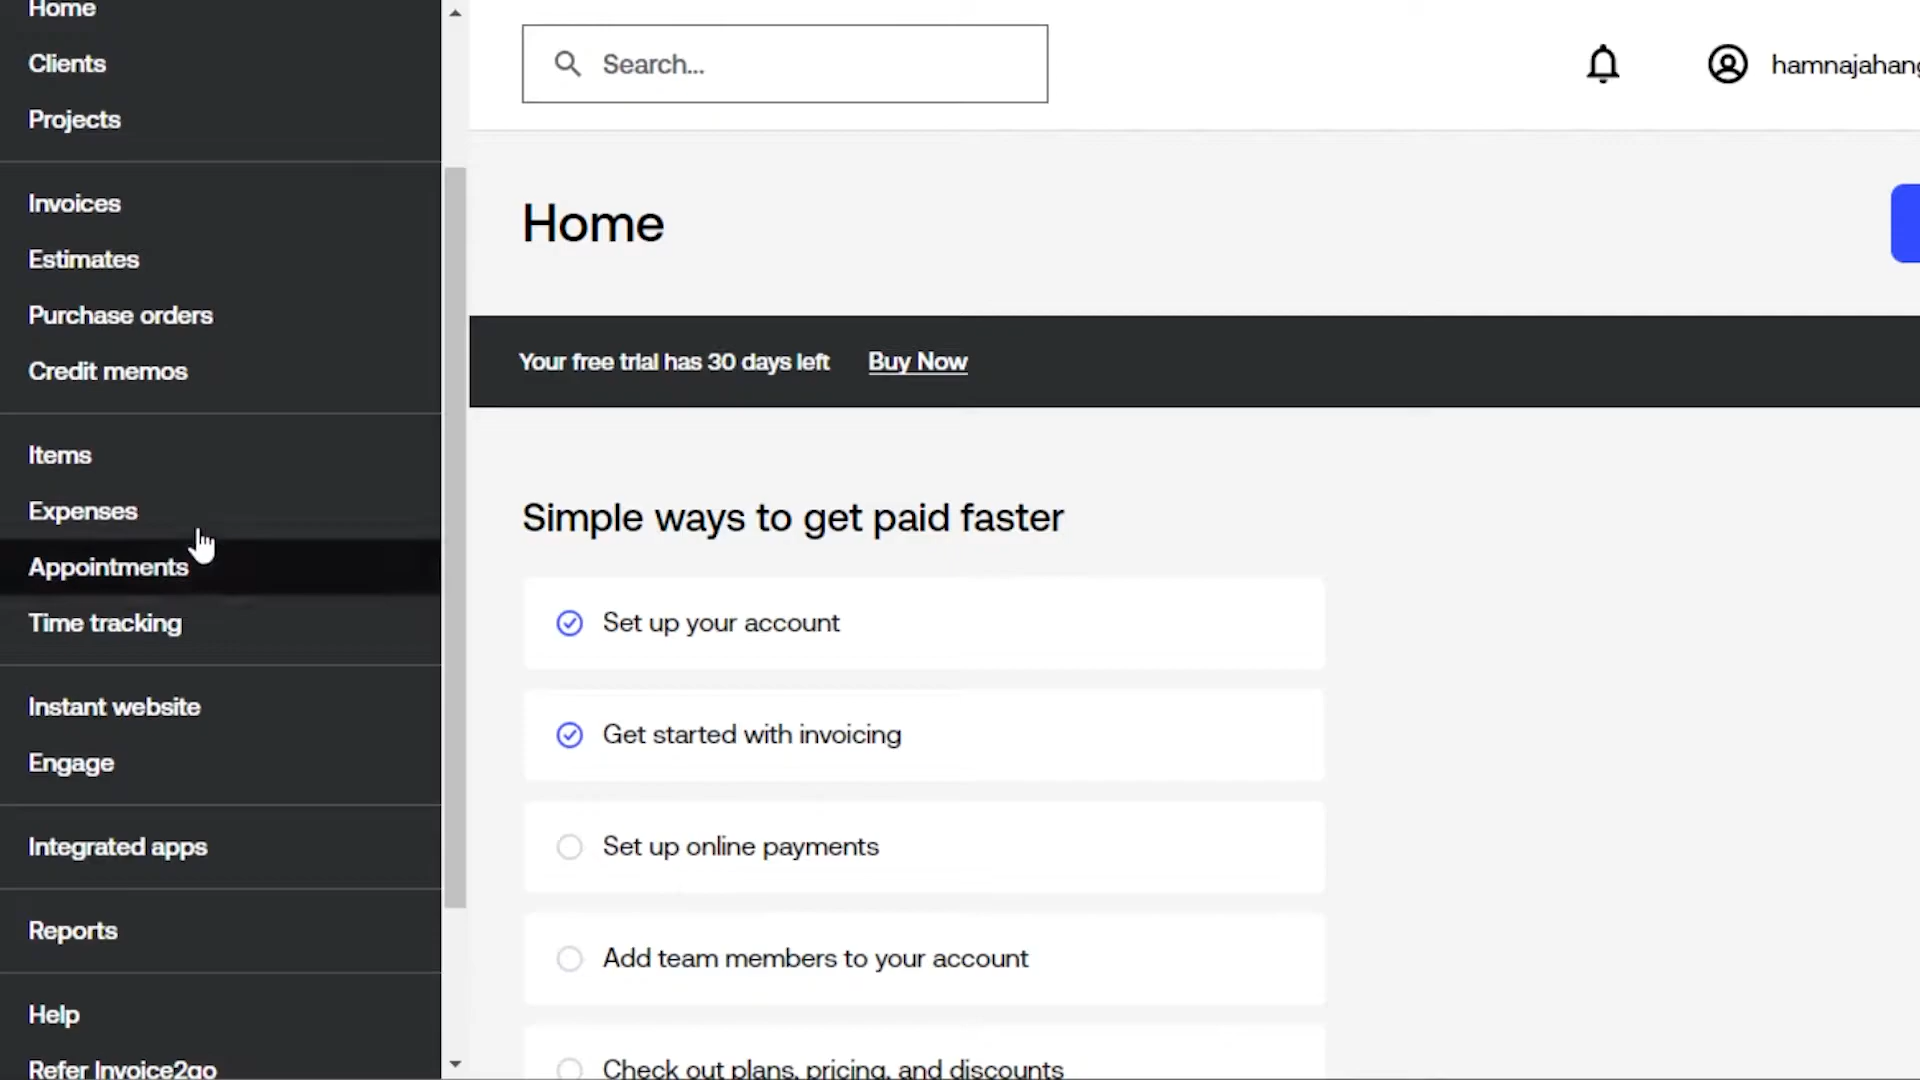 Home
Clients
Projects
Invoices
Estimates
Purchase orders
Credit memos
Items
Expenses
Appointments
Time tracking
Instant website
Engage
Integrated apps
Reports
Help
Refer Invoice2go
Search...
hamnajahang
Home
Your free trial has 30 days left Buy Now
Simple ways to get paid faster
Set up your account
Get started with invoicing
Set up online payments
Add team members to your account
Check out plans, pricing, and discounts